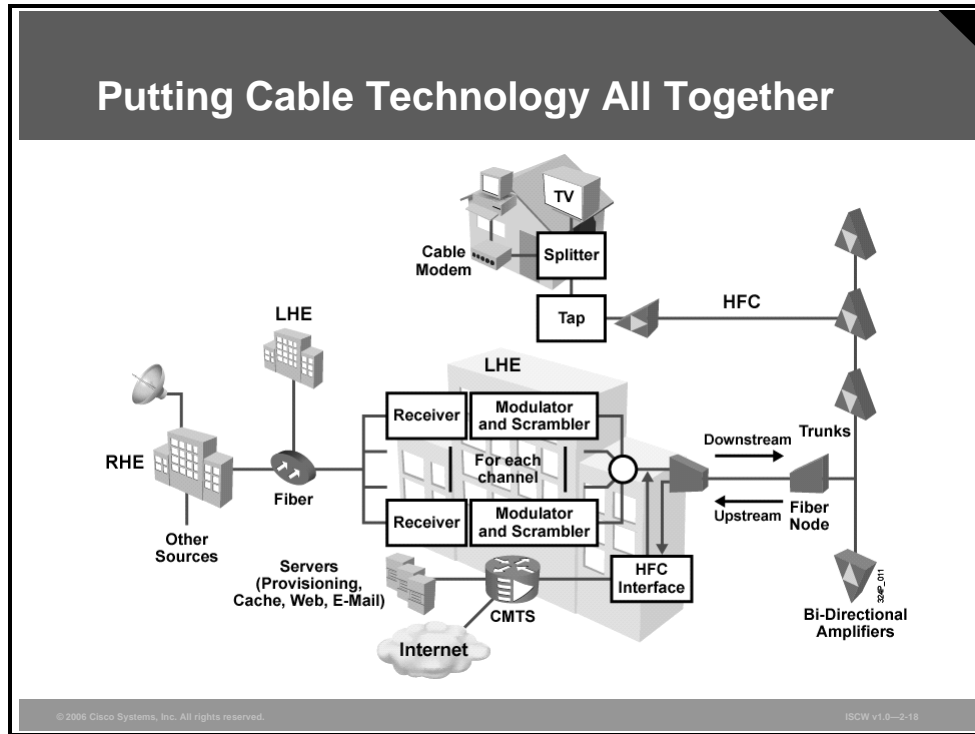 Putting Cable Technology All Together
TV
Cable
Modem
Splitter
Tap
HFC
LHE
LHE
RHE
Fiber
Other
Sources
Receiver
Modulator
and Scrambler
For each
channel
Receiver
Modulator
and Scrambler
Downstream
Trunks
Upstream
Fiber
Node
Servers
(Provisioning,
Cache, Web, E-Mail)
CMTS
HFC
Interface
Internet
324P_011
Bi-Directional
Amplifiers
© 2006 Cisco Systems, Inc. All rights reserved.
ISCW v1.0—2-18